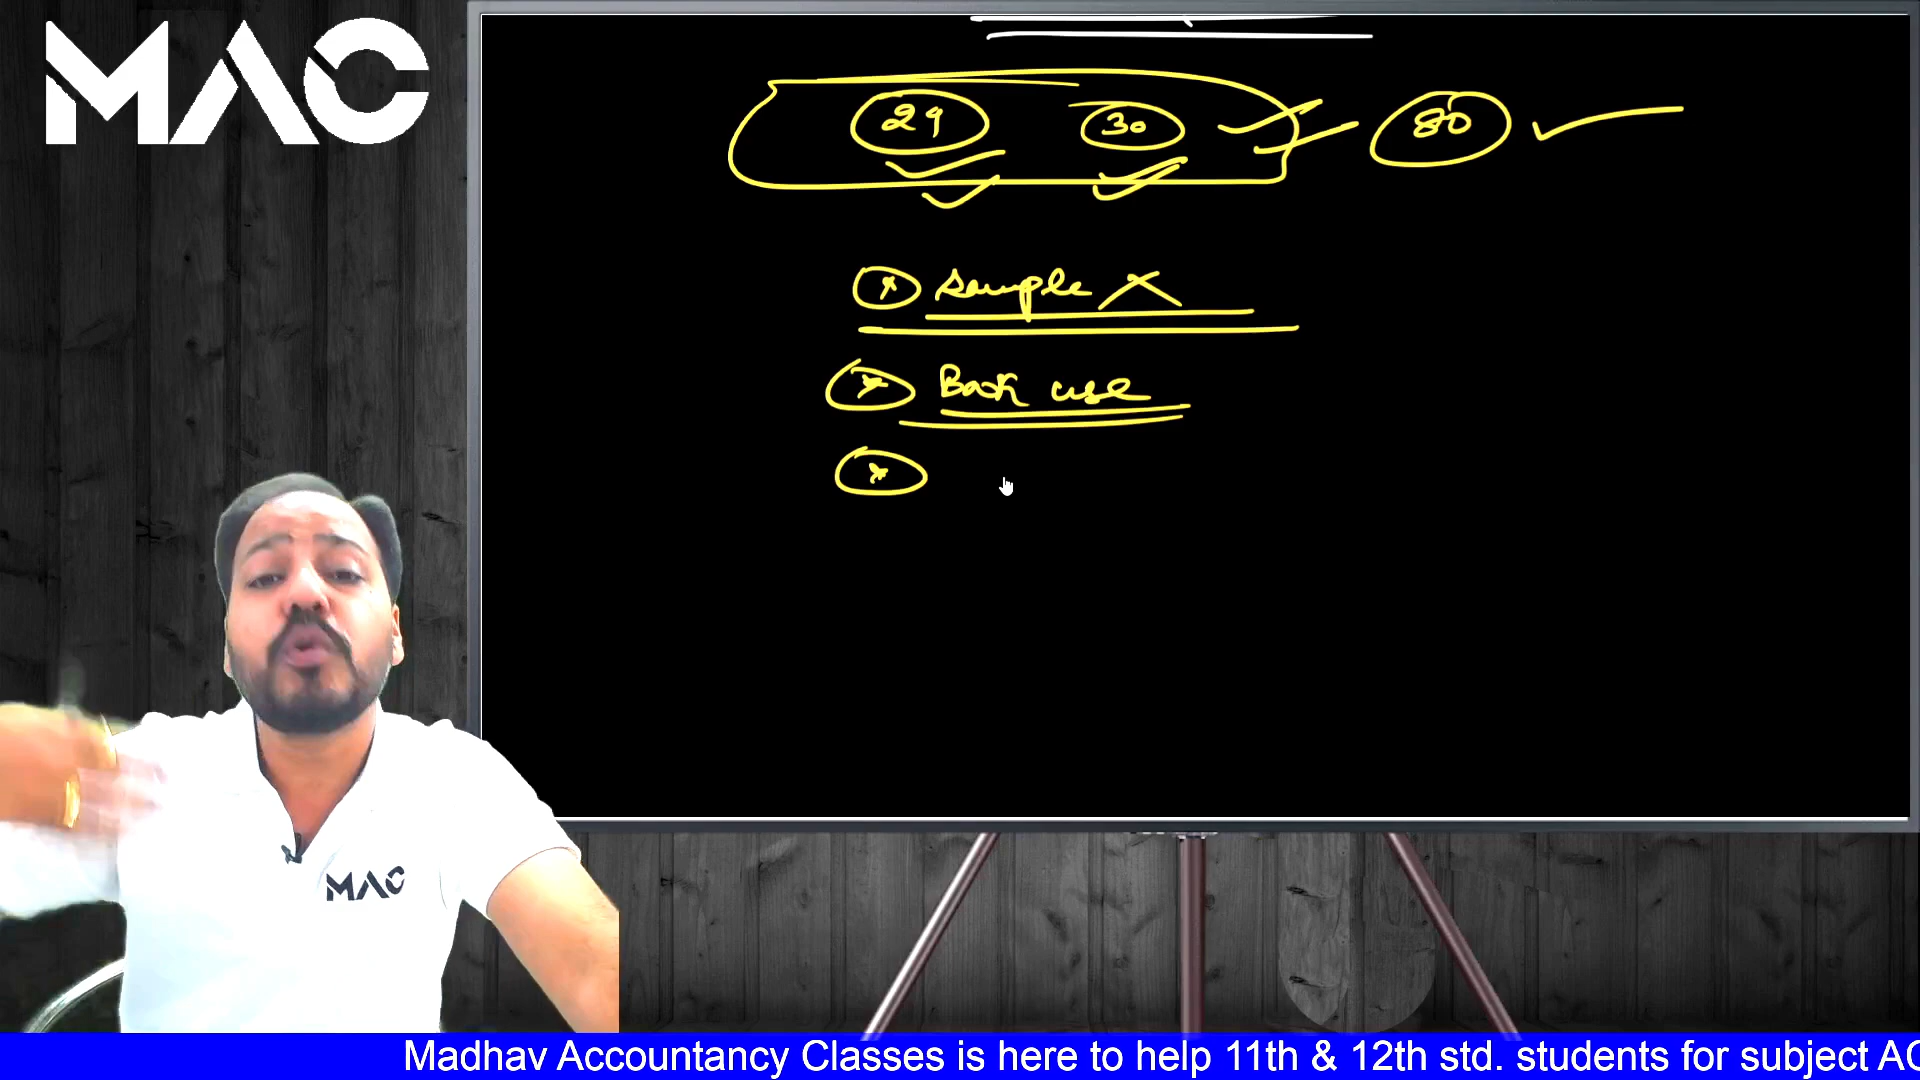 MAC
29 30 80
Sample
Book use
MAC
Madhav Accountancy Classes is here to help 11th & 12th std. students for subject AC